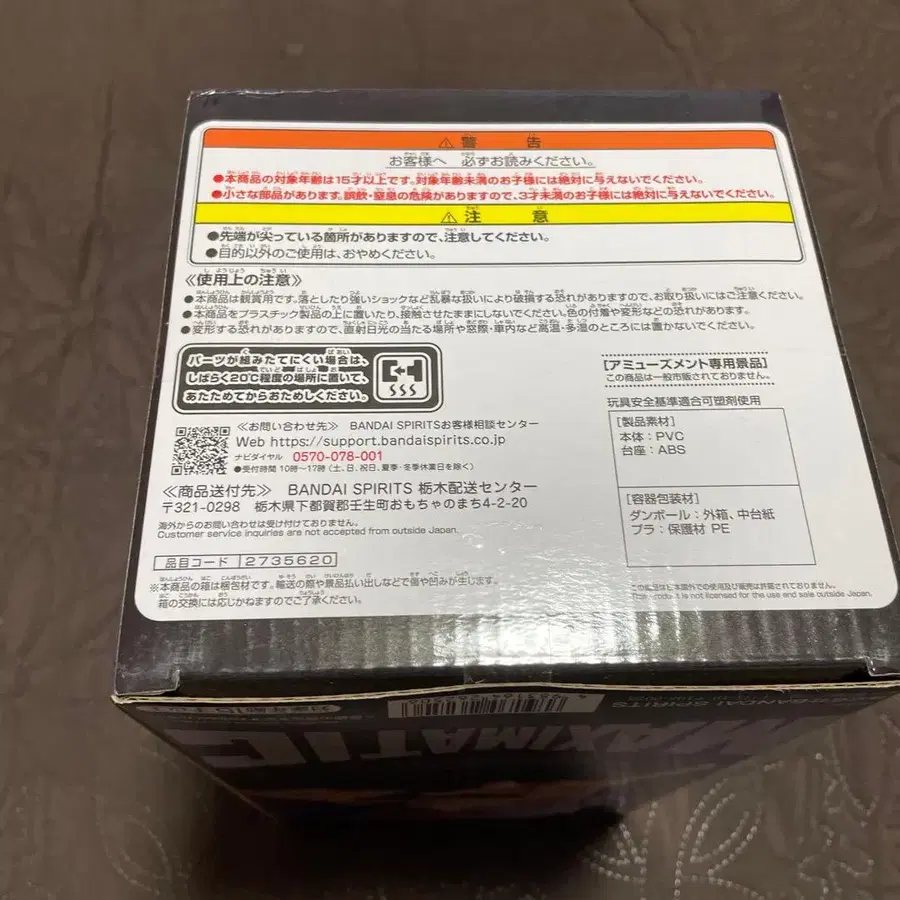 ⚠警 告
お客様へ 必ずお読みください。
●本商品の対象年齢は15才以上です。対象年齢未満のお子様には絶対に与えないでください。
●小さな部品があります。誤飲・窒息の危険がありますので、3才未満のお子様には絶対に与えないでください。
⚠注 意
●先端が尖っている箇所がありますので、注意してください。
●目的以外のご使用は、おやめください。
《使用上の注意》
●本商品は観賞用です。落としたり強いショックなど乱暴な扱いにより破損する恐れがありますので、お取り扱いにはご注意ください。
●本商品をプラスチック製品の上に置いたり、接触させたままにしないでください。色の付着や変形などの恐れがあります。
●変形する恐れがありますので、直射日光の当たる場所や窓際・車内など高温・多湿のところには置かないでください。
パーツが組みたてにくい場合は、
しばらく20℃程度の場所に置いて、
あたためてからおためしください。
[アミューズメント専用景品]
この商品は一般市販されておりません。
玩具安全基準適合可塑剤使用
[製品素材]
本体:PVC
台座:ABS
[容器包装材]
ダンボール:外箱、中台紙
プラ:保護材 PE
≪お問い合わせ先≫ BANDAI SPIRITSお客様相談センター
Web https://support.bandaispirits.co.jp
ナビダイヤル 0570-078-001
●受付時間 10時～17時(土、日、祝日、夏季・冬季休業日を除く)
≪商品送付先≫ BANDAI SPIRITS 栃木配送センター
〒321-0298 栃木県下都賀郡壬生町おもちゃのまち4-2-20
海外からのお問い合わせは受け付けておりません。
Customer service inquiries are not accepted from outside Japan.
品目コード 2735620
※本商品の箱は梱包材です。輸送の際や景品払い出しなどで傷や凹みが生じます。
箱の交換には応じかねますのでご了承ください。
この商品は日本国外での使用及び販売は許諾されておりません。
This product is not licensed for the use and sale outside Japan.
BANDAI SPIRITS
MAXIMATIC